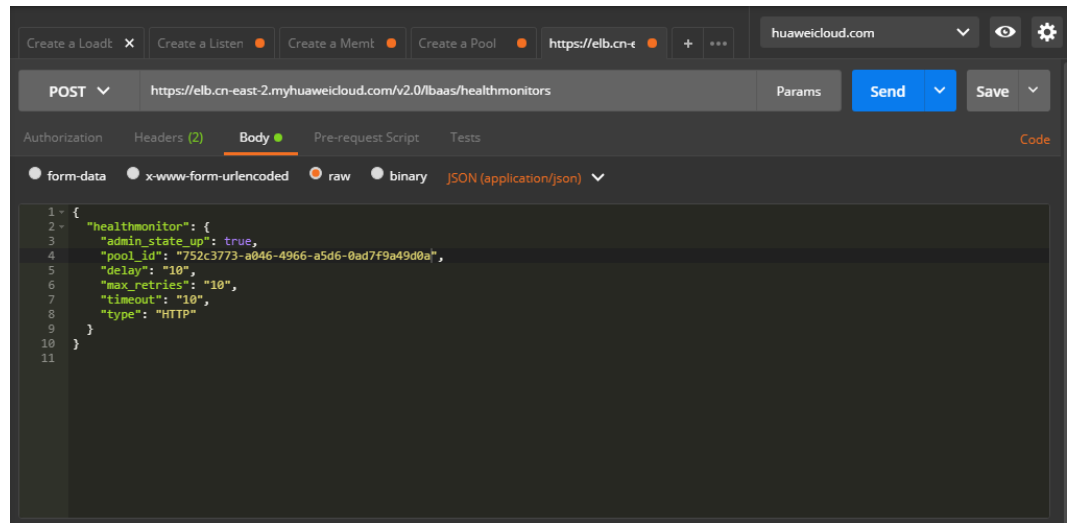 Create a Loadb
Create a Listen
Create a Memb
Create a Pool
https://elb.cn-e
+
huaweicloud.com
POST
https://elb.cn-east-2.myhuaweicloud.com/v2.0/lbaas/healthmonitors
Params
Send
Save
Authorization
Headers (2)
Body
Pre-request Script
Tests
Code
form-data
x-www-form-urlencoded
raw
binary
JSON (application/json)
1 {
2 "healthmonitor": {
3 "admin_state_up": true,
4 "pool_id": "752c3773-a046-4966-a5d6-0ad7f9a49d0a",
5 "delay": "10",
6 "max_retries": "10",
7 "timeout": "10",
8 "type": "HTTP"
9 }
10 }
11